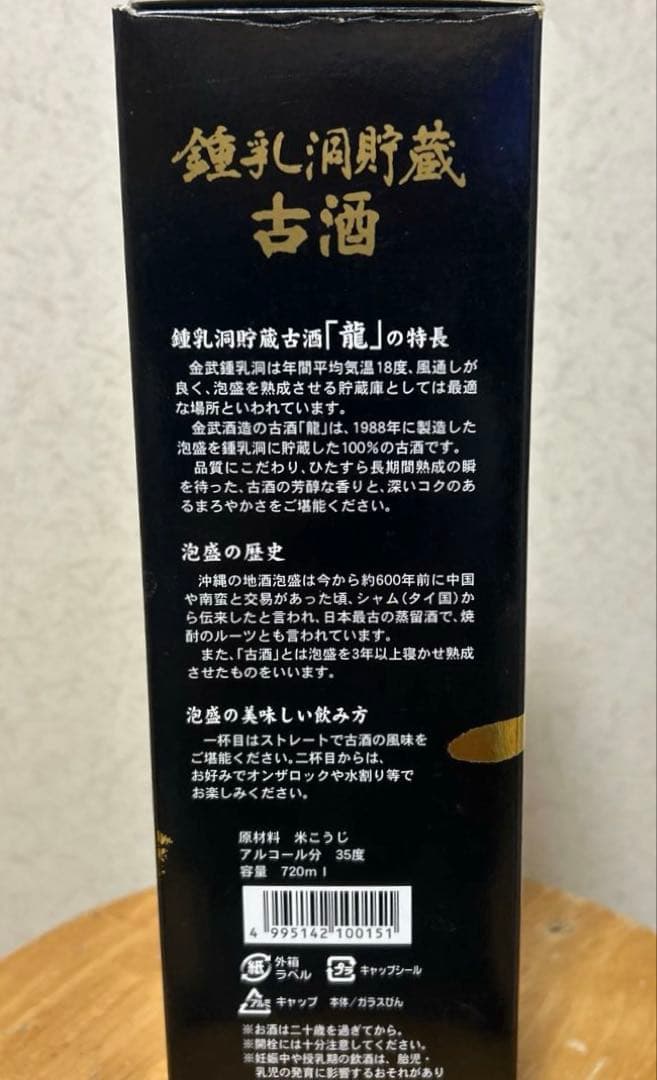 鍾乳洞貯蔵
古酒
鍾乳洞貯蔵古酒「龍」の特長
金武鍾乳洞は年間平均気温18度、風通しが
良く、泡盛を熟成させる貯蔵庫としては最適
な場所といわれています。
金武酒造の古酒「龍」は、1988年に製造した
泡盛を鍾乳洞に貯蔵した100%の古酒です。
品質にこだわり、ひたすら長期間熟成の瞬
を待った、古酒の芳醇な香りと、深いコクのあ
るまろやかさをご堪能ください。
泡盛の歴史
沖縄の地酒泡盛は今から約600年前に中国
や南蛮と交易があった頃、シャム(タイ国)か
ら伝来したと言われ、日本最古の蒸留酒で、焼
酎のルーツとも言われています。
また、「古酒」とは泡盛を3年以上寝かせ熟成
させたものをいいます。
泡盛の美味しい飲み方
一杯目はストレートで古酒の風味を
ご堪能ください。二杯目からは、
お好みでオンザロックや水割り等で
お楽しみください。
原材料 米こうじ
アルコール分 35度
容量 720ml
4 995142 100151
紙 外箱 ラベル プラ キャップシール
アルミ キャップ 本体/ガラスびん
※お酒は二十歳を過ぎてから。
※開栓には十分注意してください。
※妊娠中や授乳期の飲酒は、胎児・
乳児の発育に影響するおそれがあり